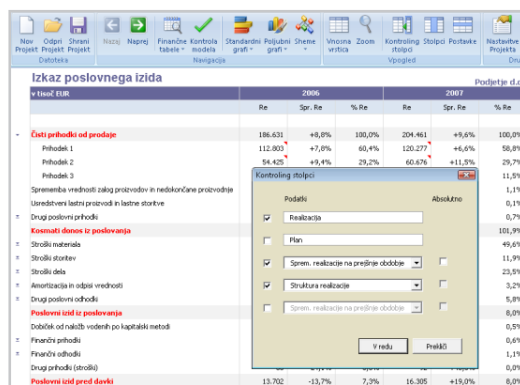 Nov Odpri Shrani Nazaj Naprej Finančne Kontrola Standardni Poljubni Sheme Vnosna Zoom Kontroling Stolpci Postavke Nastavitve
Projekt Projekt Projekt tabele modela grafi grafi vrstica stolpci Projekta
Datoteka Navigacija Vpogled Dru
Izkaz poslovnega izida
Podjetje d.
v tisoč EUR 2006 2007
Re Spr. Re % Re Re Spr. Re % Re
Čisti prihodki od prodaje 186.631 +8,8% 100,0% 204.461 +9,6% 100,0%
Prihodek 1 112.803 +7,8% 60,4% 120.277 +6,6% 58,8%
Prihodek 2 54.425 +9,4% 29,2% 60.676 +11,5% 29,7%
Prihodek 3 11,5%
Sprememba vrednosti zalog proizvodov in nedokončane proizvodnje 1,1%
Usredstveni lastni proizvodi in lastne storitve 0,1%
Drugi poslovni prihodki 0,7%
Kosmati donos iz poslovanja 101,9%
Stroški materiala 49,6%
Stroški storitev 11,9%
Stroški dela 23,5%
Amortizacija in odpisi vrednosti 3,2%
Drugi poslovni odhodki 5,8%
Poslovni izid iz poslovanja 8,0%
Dobiček od naložb vodenih po kapitalski metodi 0,5%
Finančni prihodki 0,6%
Finančni odhodki 1,1%
Drugi prihodki (stroški) 0,0%
Poslovni izid pred davki 13.702 -13,7% 7,3% 16.305 +19,0%
Kontroling stolpci
Podatki Absolutno
Realizacija
Plan
Sprem. realizacije na prejšnje obdobje
Struktura realizacije
Sprem. realizacije na prejšnje obdobje
V redu Prekliči